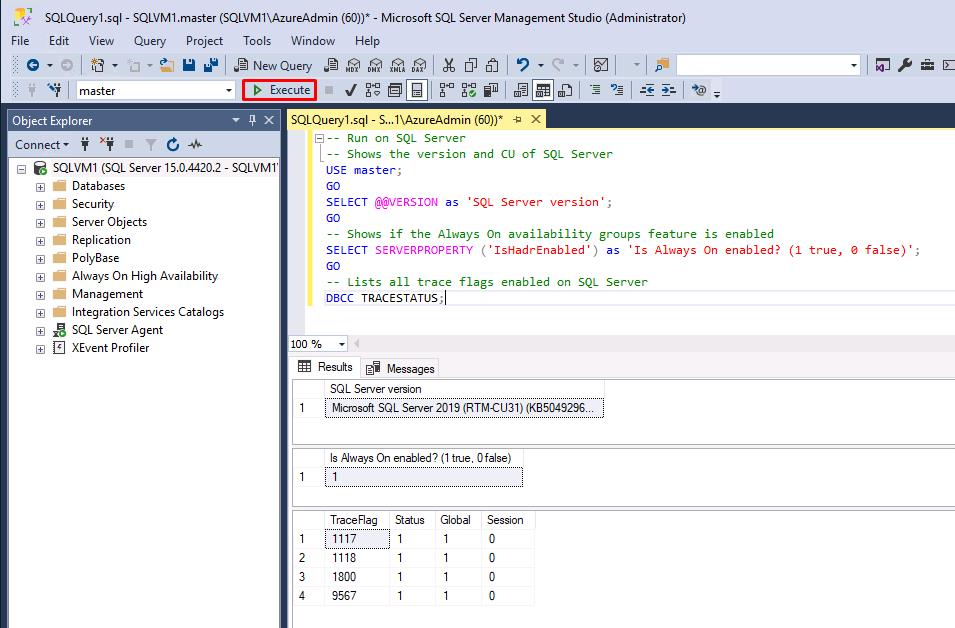 SQLQuery1.sql - SQLVM1.master (SQLVM1\AzureAdmin (60))* - Microsoft SQL Server Management Studio (Administrator)
File Edit View Query Project Tools Window Help
New Query MDX DMX XMLA DAX
master Execute
Object Explorer
Connect
SQLVM1 (SQL Server 15.0.4420.2 - SQLVM1\
Databases
Security
Server Objects
Replication
PolyBase
Always On High Availability
Management
Integration Services Catalogs
SQL Server Agent
XEvent Profiler
SQLQuery1.sql - S...1\AzureAdmin (60))*
-- Run on SQL Server
-- Shows the version and CU of SQL Server
USE master;
GO
SELECT @@VERSION as 'SQL Server version';
GO
-- Shows if the Always On availability groups feature is enabled
SELECT SERVERPROPERTY ('IsHadrEnabled') as 'Is Always On enabled? (1 true, 0 false)';
GO
-- Lists all trace flags enabled on SQL Server
DBCC TRACESTATUS;
100 %
Results Messages
SQL Server version
1 Microsoft SQL Server 2019 (RTM-CU31) (KB5049296...
Is Always On enabled? (1 true, 0 false)
1 1
TraceFlag Status Global Session
1 1117 1 1 0
2 1118 1 1 0
3 1800 1 1 0
4 9567 1 1 0